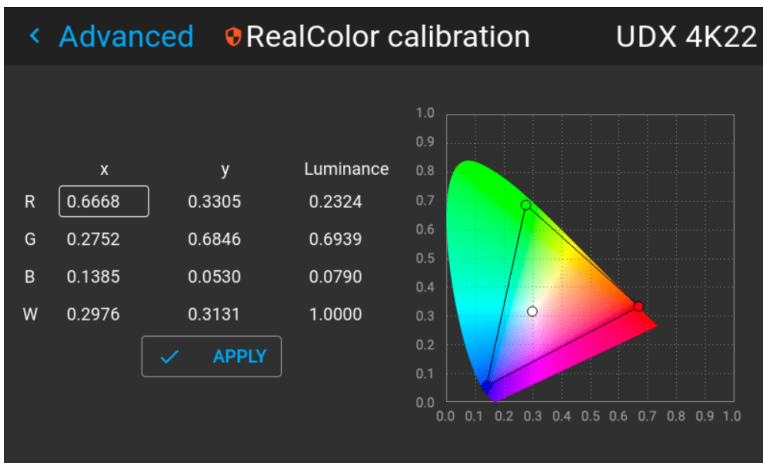 Advanced RealColor calibration UDX 4K22
x y Luminance
R 0.6668 0.3305 0.2324
G 0.2752 0.6846 0.6939
B 0.1385 0.0530 0.0790
W 0.2976 0.3131 1.0000
APPLY
1.0
0.9
0.8
0.7
0.6
0.5
0.4
0.3
0.2
0.1
0.0
0.0 0.1 0.2 0.3 0.4 0.5 0.6 0.7 0.8 0.9 1.0